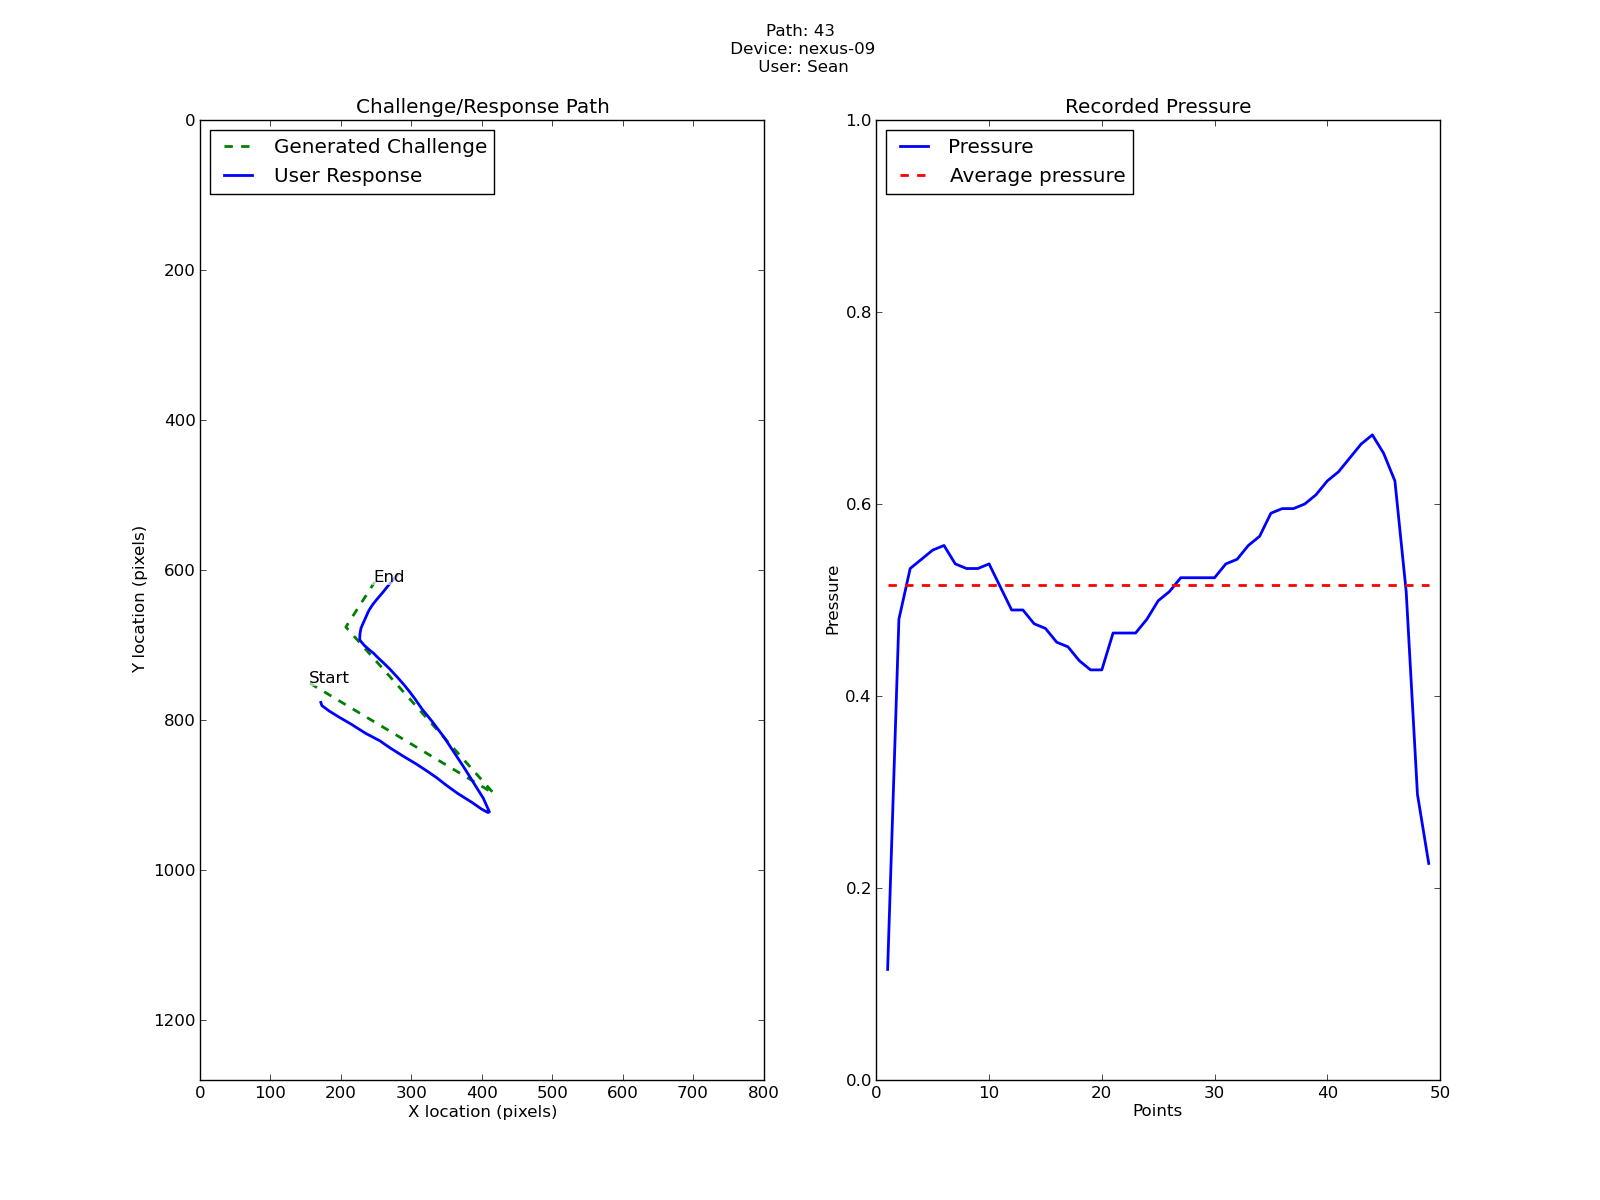 Path: 43
Device: nexus-09
User: Sean
Challenge/Response Path
Generated Challenge
User Response
0
200
400
600
800
1000
1200
Y location (pixels)
End
Start
0 100 200 300 400 500 600 700 800
X location (pixels)
Recorded Pressure
Pressure
Average pressure
1.0
0.8
0.6
0.4
0.2
0.0
Pressure
0 10 20 30 40 50
Points